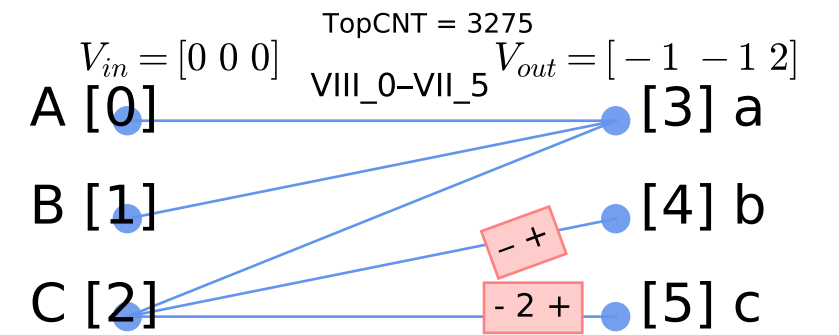 TopCNT = 3275
V_in = [0 0 0]
V_out = [ − 1 − 1 2]
VIII_0–VII_5
A [0]
[3] a
B [1]
[4] b
− +
C [2]
- 2 +
[5] c